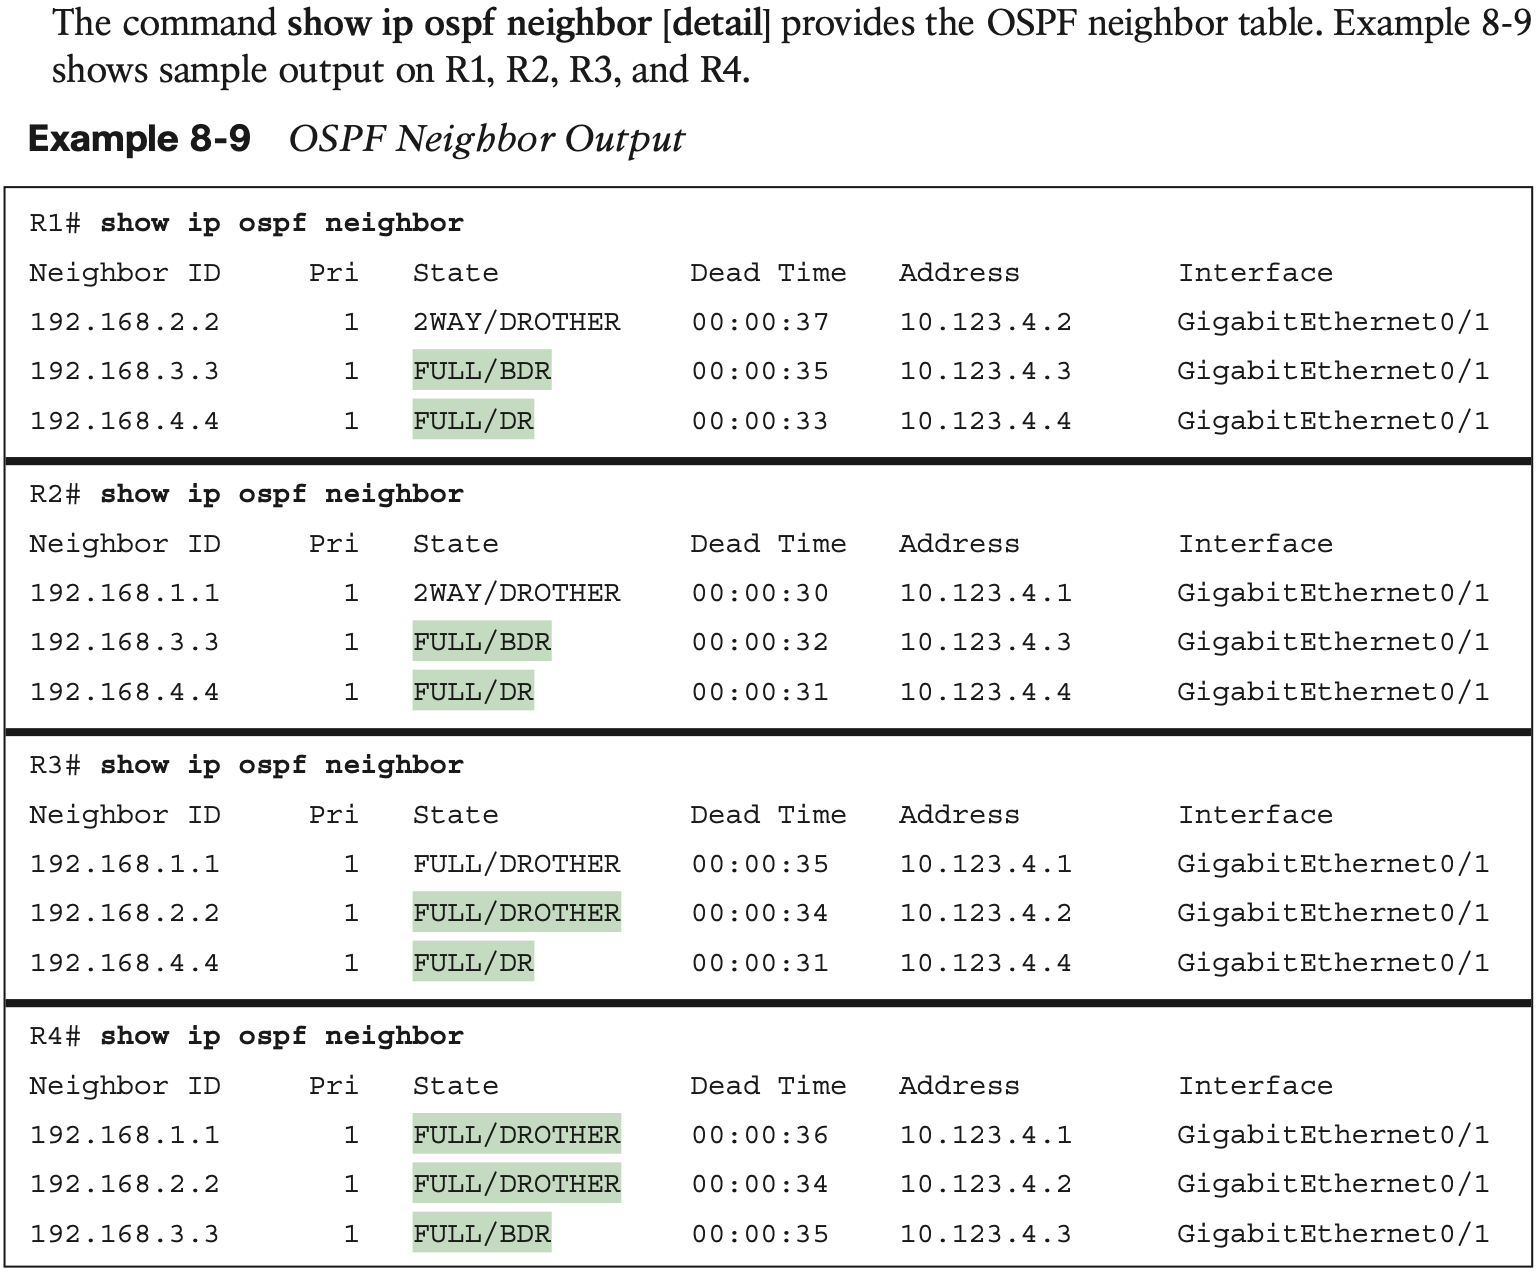 The command show ip ospf neighbor [detail] provides the OSPF neighbor table. Example 8-9
shows sample output on R1, R2, R3, and R4.
Example 8-9 OSPF Neighbor Output
R1# show ip ospf neighbor
Neighbor ID Pri State Dead Time Address Interface
192.168.2.2 1 2WAY/DROTHER 00:00:37 10.123.4.2 GigabitEthernet0/1
192.168.3.3 1 FULL/BDR 00:00:35 10.123.4.3 GigabitEthernet0/1
192.168.4.4 1 FULL/DR 00:00:33 10.123.4.4 GigabitEthernet0/1
R2# show ip ospf neighbor
Neighbor ID Pri State Dead Time Address Interface
192.168.1.1 1 2WAY/DROTHER 00:00:30 10.123.4.1 GigabitEthernet0/1
192.168.3.3 1 FULL/BDR 00:00:32 10.123.4.3 GigabitEthernet0/1
192.168.4.4 1 FULL/DR 00:00:31 10.123.4.4 GigabitEthernet0/1
R3# show ip ospf neighbor
Neighbor ID Pri State Dead Time Address Interface
192.168.1.1 1 FULL/DROTHER 00:00:35 10.123.4.1 GigabitEthernet0/1
192.168.2.2 1 FULL/DROTHER 00:00:34 10.123.4.2 GigabitEthernet0/1
192.168.4.4 1 FULL/DR 00:00:31 10.123.4.4 GigabitEthernet0/1
R4# show ip ospf neighbor
Neighbor ID Pri State Dead Time Address Interface
192.168.1.1 1 FULL/DROTHER 00:00:36 10.123.4.1 GigabitEthernet0/1
192.168.2.2 1 FULL/DROTHER 00:00:34 10.123.4.2 GigabitEthernet0/1
192.168.3.3 1 FULL/BDR 00:00:35 10.123.4.3 GigabitEthernet0/1